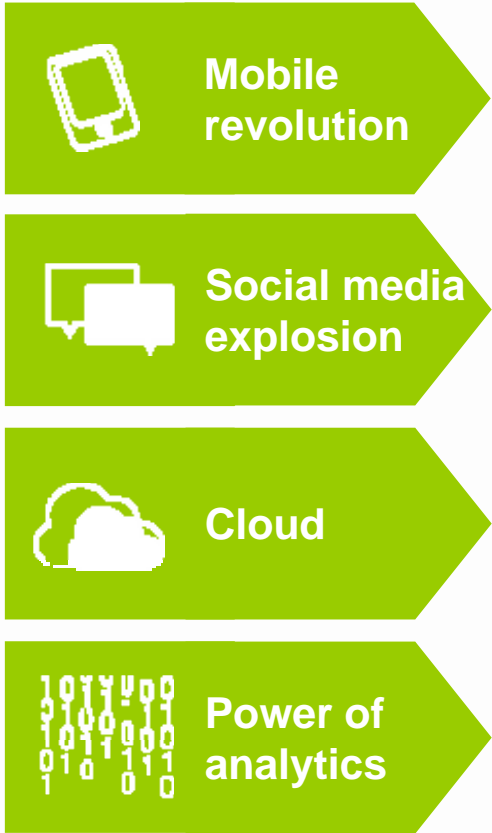 Mobile
revolution
Social media
explosion
Cloud
Power of
analytics